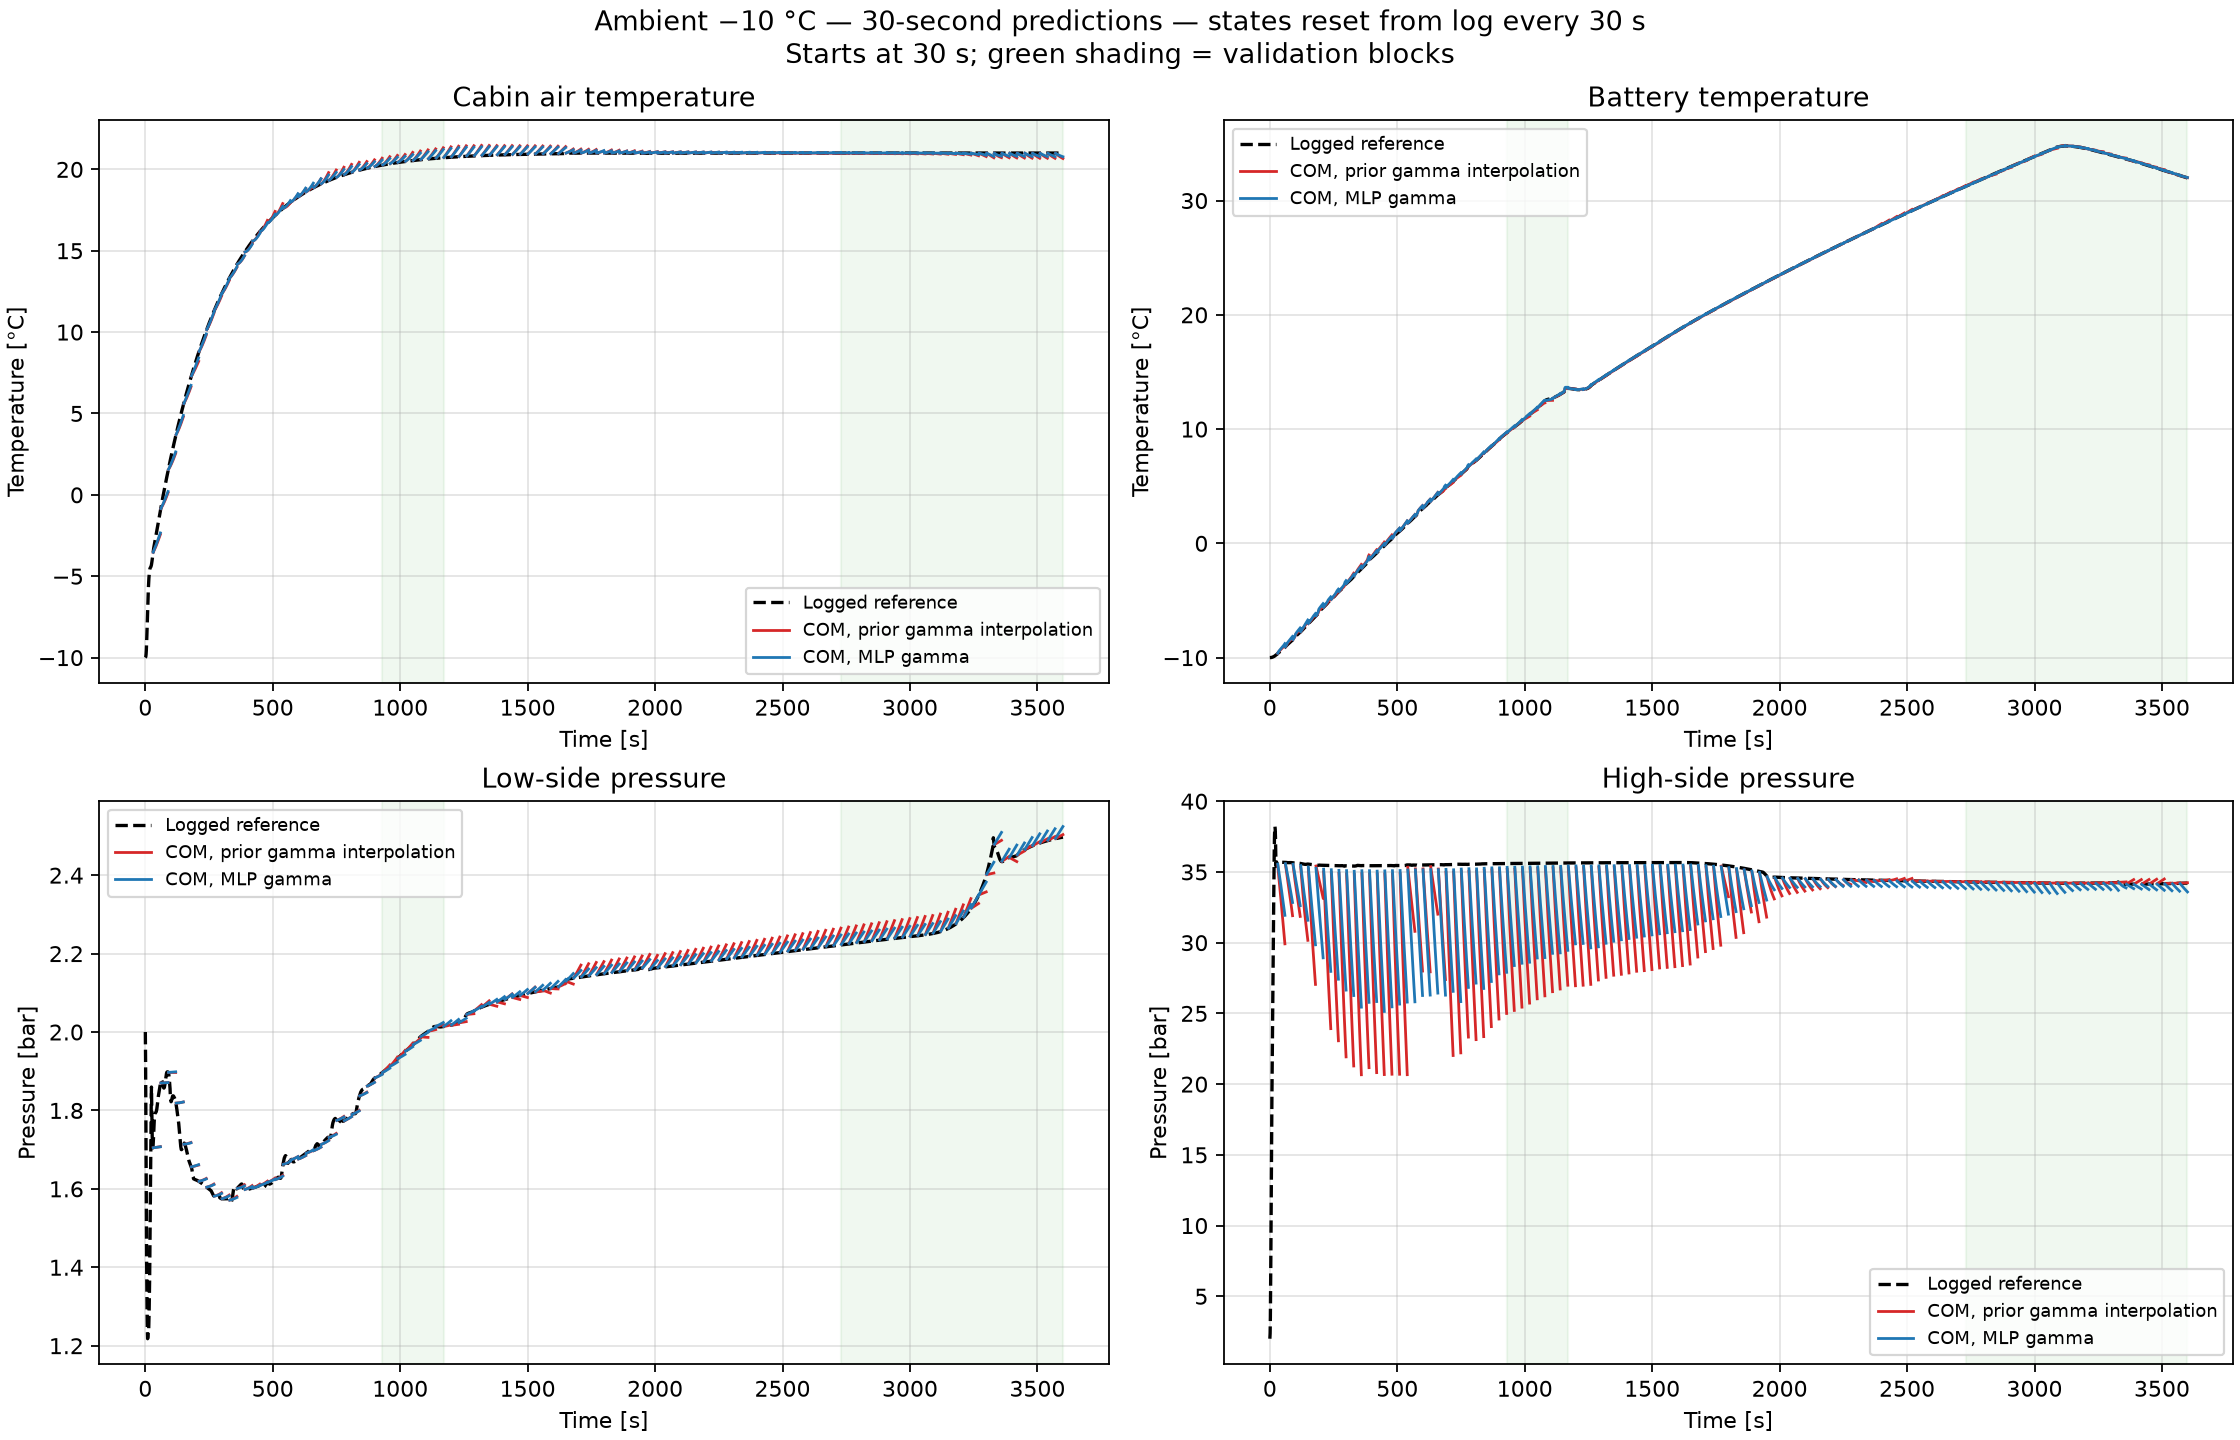 Ambient −10 °C — 30-second predictions — states reset from log every 30 s
Starts at 30 s; green shading = validation blocks
Cabin air temperature
Temperature [°C]
20
15
10
5
0
−5
−10
Logged reference
COM, prior gamma interpolation
COM, MLP gamma
0 500 1000 1500 2000 2500 3000 3500
Time [s]
Battery temperature
Temperature [°C]
30
20
10
0
−10
Logged reference
COM, prior gamma interpolation
COM, MLP gamma
0 500 1000 1500 2000 2500 3000 3500
Time [s]
Low-side pressure
Pressure [bar]
2.4
2.2
2.0
1.8
1.6
1.4
1.2
Logged reference
COM, prior gamma interpolation
COM, MLP gamma
0 500 1000 1500 2000 2500 3000 3500
Time [s]
High-side pressure
Pressure [bar]
40
35
30
25
20
15
10
5
Logged reference
COM, prior gamma interpolation
COM, MLP gamma
0 500 1000 1500 2000 2500 3000 3500
Time [s]